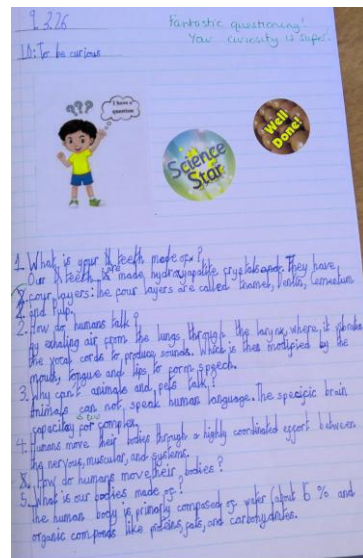 9.3.26
Fantastic questioning!
Your curiosity is super!
LO: To be curious
???
I have a
question
Science
Star
Well
Done!
1. What is your teeth made of?
Our teeth were made, hydroxyapatite crystals. They have
four layers: the four layers are called Enamel, Dentin, Cementum
and Pulp.
2. How do humans talk?
by exhaling air from the lungs, through the larynx, where, it
the vocal cords to produce sounds. Which is then modified by the
mouth, tongue and lips to form speech.
3. Why can't animals and, pets talk?
Animals can not, speak human language. The specific brain
capacity for complex.
4. Humans move their bodies through a highly coordinated effort between
the nervous, muscular, and systems.
How do humans move their bodies?
5. What is our bodies made of?
the human body is primarily composed of water (about 6 % and
organic componds like proteins, fats, and carbohydrates.